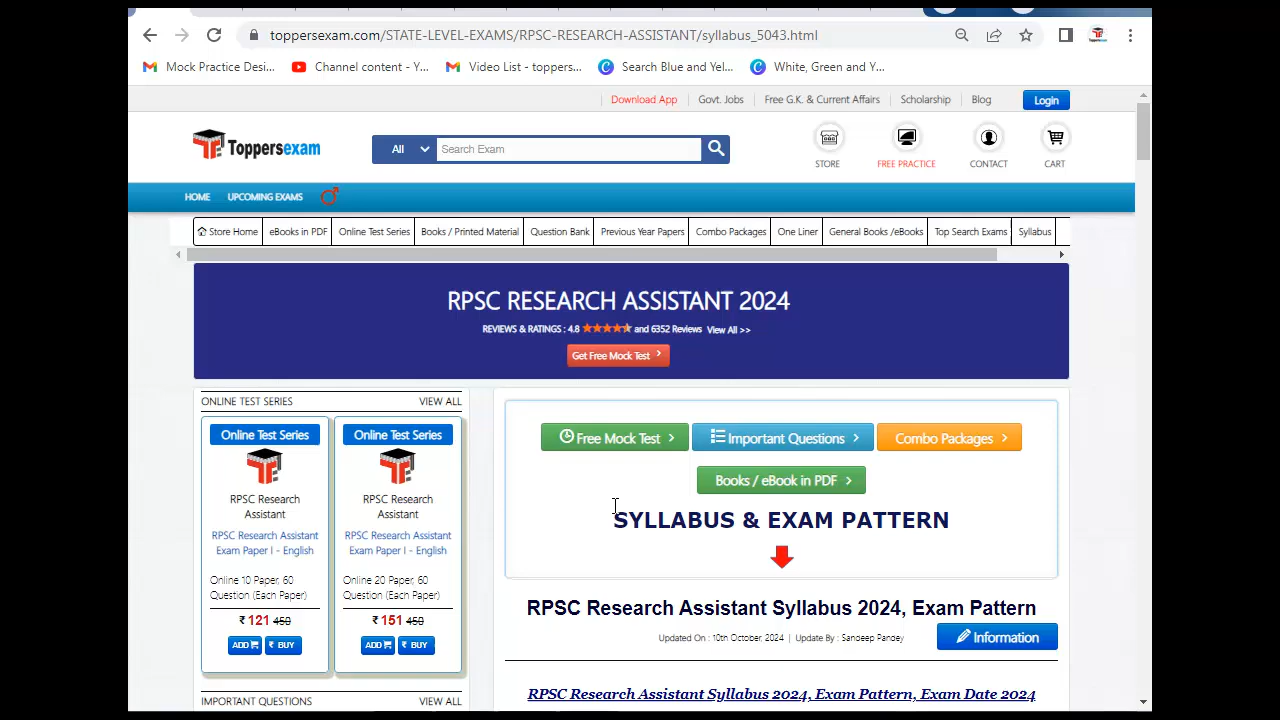 toppersexam.com/STATE-LEVEL-EXAMS/RPSC-RESEARCH-ASSISTANT/syllabus_5043.html
Mock Practice Desi... Channel content - Y... Video List - toppers... Search Blue and Yel... White, Green and Y...
Download App Govt. Jobs Free G.K. & Current Affairs Scholarship Blog Login
Toppersexam All Search Exam
STORE FREE PRACTICE CONTACT CART
HOME UPCOMING EXAMS
Store Home eBooks in PDF Online Test Series Books / Printed Material Question Bank Previous Year Papers Combo Packages One Liner General Books /eBooks Top Search Exams Syllabus
RPSC RESEARCH ASSISTANT 2024
REVIEWS & RATINGS : 4.8 and 6352 Reviews View All >>
Get Free Mock Test
ONLINE TEST SERIES VIEW ALL
Online Test Series
RPSC Research
Assistant
RPSC Research Assistant
Exam Paper I - English
Online 10 Paper, 60
Question (Each Paper)
₹ 121 450
ADD ₹ BUY
Online Test Series
RPSC Research
Assistant
RPSC Research Assistant
Exam Paper I - English
Online 20 Paper, 60
Question (Each Paper)
₹ 151 450
ADD ₹ BUY
IMPORTANT QUESTIONS VIEW ALL
Free Mock Test Important Questions Combo Packages
Books / eBook in PDF
SYLLABUS & EXAM PATTERN
RPSC Research Assistant Syllabus 2024, Exam Pattern
Updated On : 10th October, 2024 | Update By : Sandeep Pandey
Information
RPSC Research Assistant Syllabus 2024, Exam Pattern, Exam Date 2024